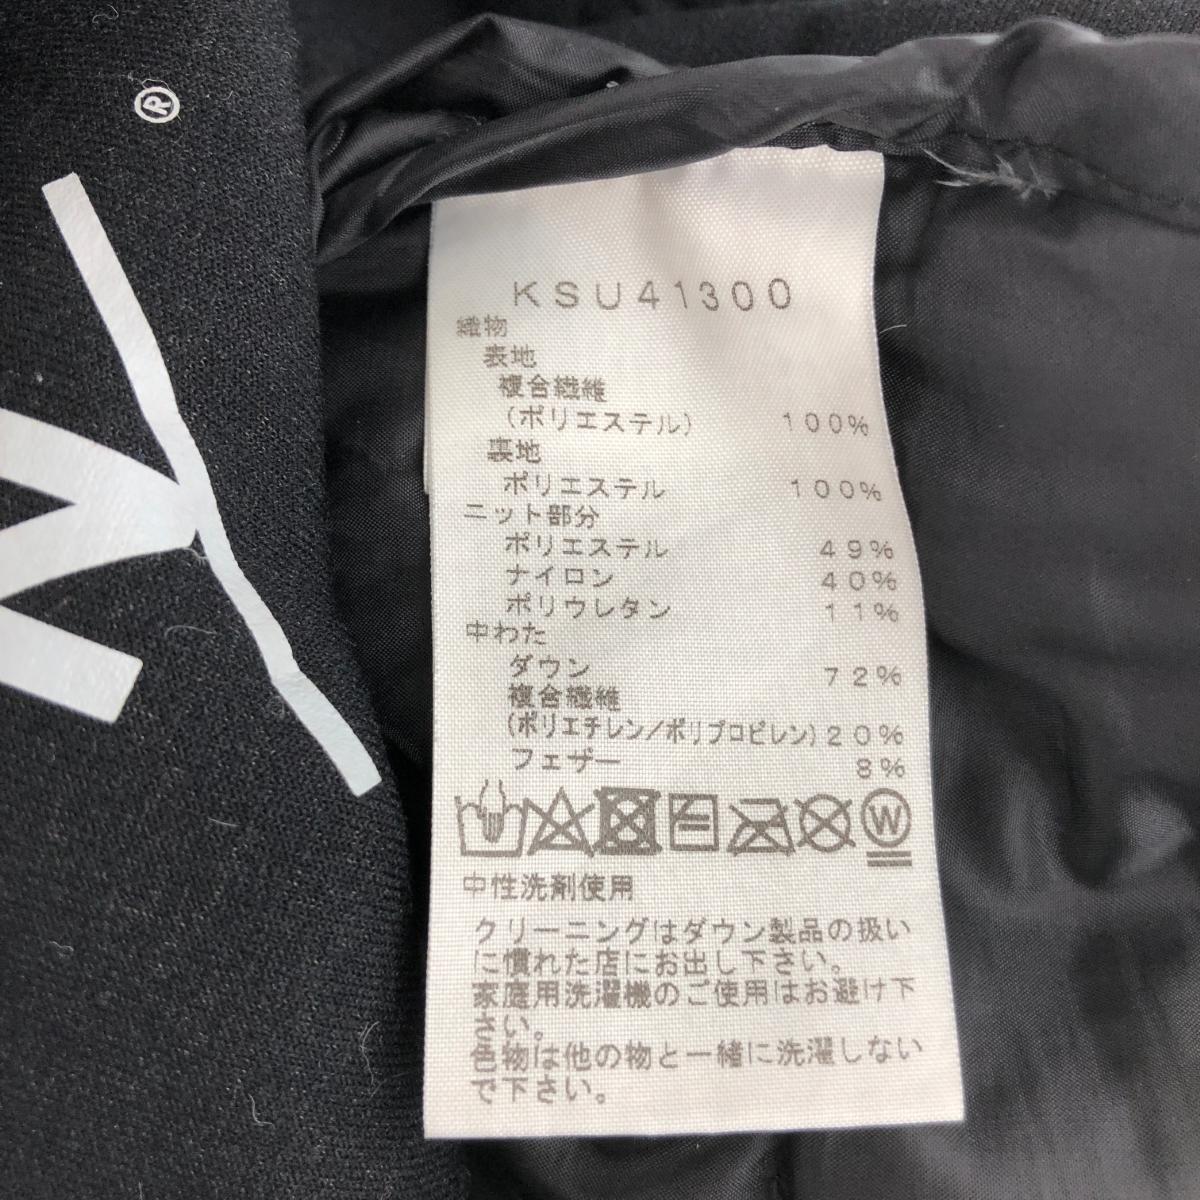 ®
KSU41300
織物
表地
複合繊維
(ポリエステル) 100%
裏地
ポリエステル 100%
ニット部分
ポリエステル 49%
ナイロン 40%
ポリウレタン 11%
中わた
ダウン 72%
複合繊維
(ポリエチレン/ポリプロピレン) 20%
フェザー 8%
W
中性洗剤使用
クリーニングはダウン製品の扱い
に慣れた店にお出し下さい。
家庭用洗濯機のご使用はお避け下
さい。
色物は他の物と一緒に洗濯しない
で下さい。